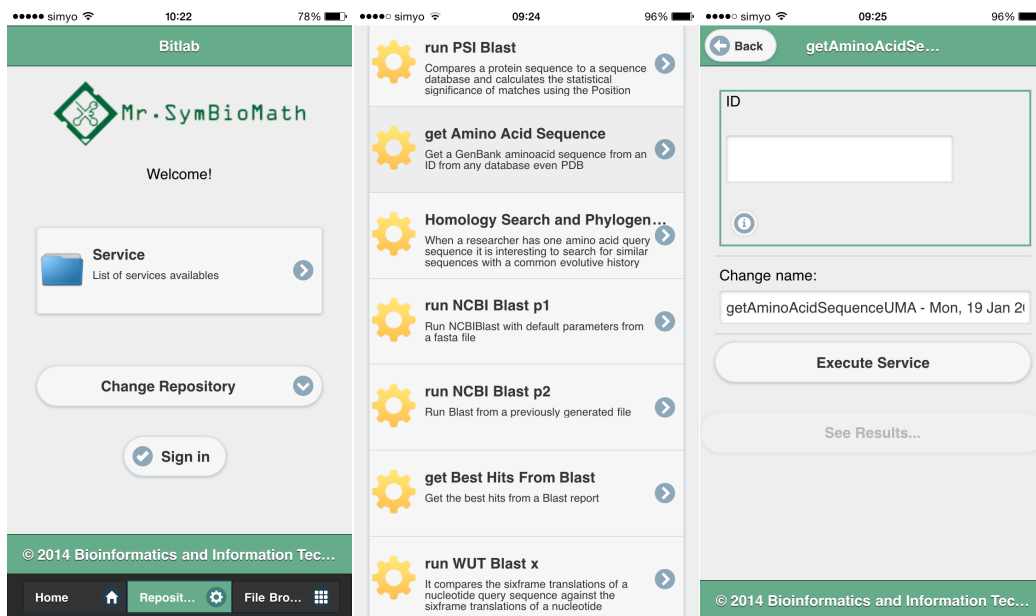 simyo 10:22 78%
Bitlab
Mr.SymBioMath
Welcome!
Service
List of services availables
Change Repository
Sign in
© 2014 Bioinformatics and Information Tec...
Home Reposit... File Bro...
simyo 09:24 96%
run PSI Blast
Compares a protein sequence to a sequence
database and calculates the statistical
significance of matches using the Position
get Amino Acid Sequence
Get a GenBank aminoacid sequence from an
ID from any database even PDB
Homology Search and Phylogen...
When a researcher has one amino acid query
sequence it is interesting to search for similar
sequences with a common evolutive history
run NCBI Blast p1
Run NCBIBlast with default parameters from
a fasta file
run NCBI Blast p2
Run Blast from a previously generated file
get Best Hits From Blast
Get the best hits from a Blast report
run WUT Blast x
It compares the sixframe translations of a
nucleotide query sequence against the
sixframe translations of a nucleotide
simyo 09:25 96%
Back getAminoAcidSe...
ID
Change name:
getAminoAcidSequenceUMA - Mon, 19 Jan 20
Execute Service
See Results...
© 2014 Bioinformatics and Information Tec...